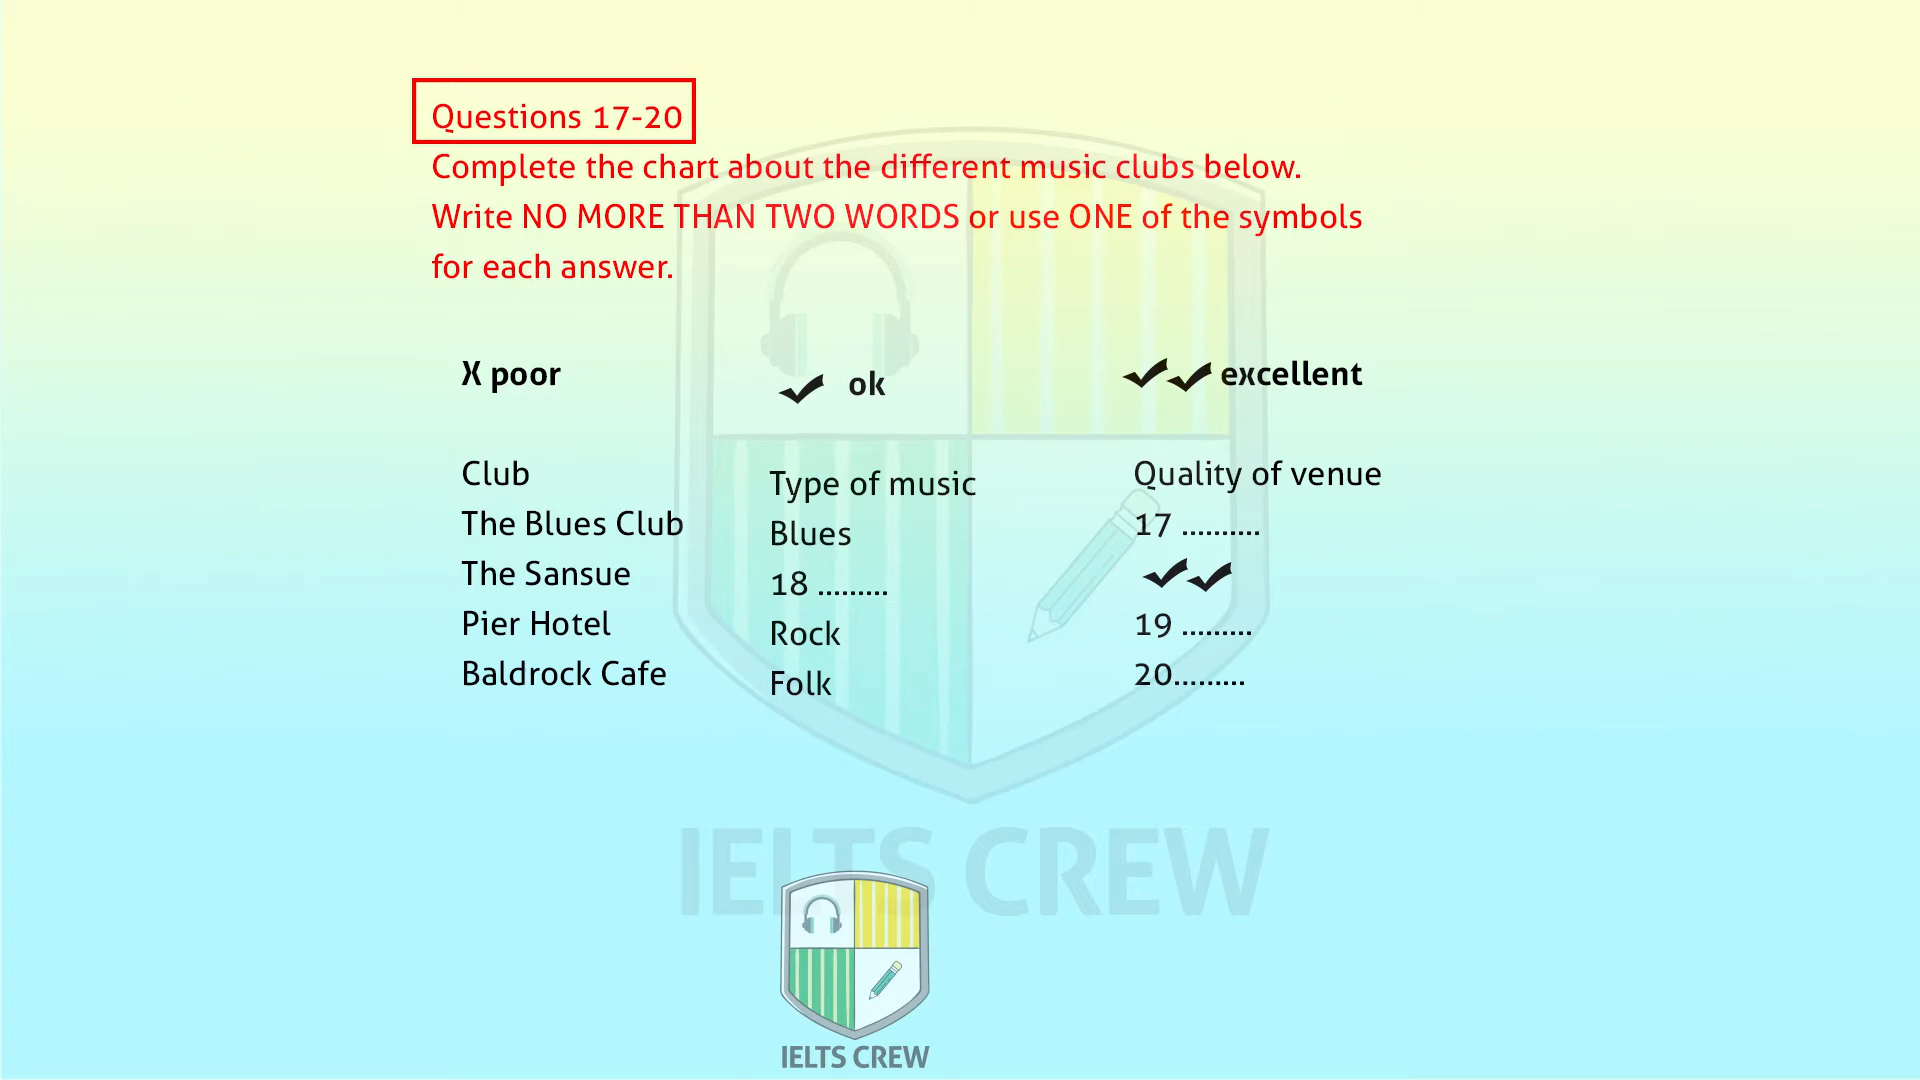 Questions 17-20
Complete the chart about the different music clubs below.
Write NO MORE THAN TWO WORDS or use ONE of the symbols
for each answer.
X poor ✓ ok ✓✓ excellent
Club Type of music Quality of venue
The Blues Club Blues 17 ..........
The Sansue 18 ......... ✓✓
Pier Hotel Rock 19 .........
Baldrock Cafe Folk 20.........
IELTS CREW
IELTS CREW